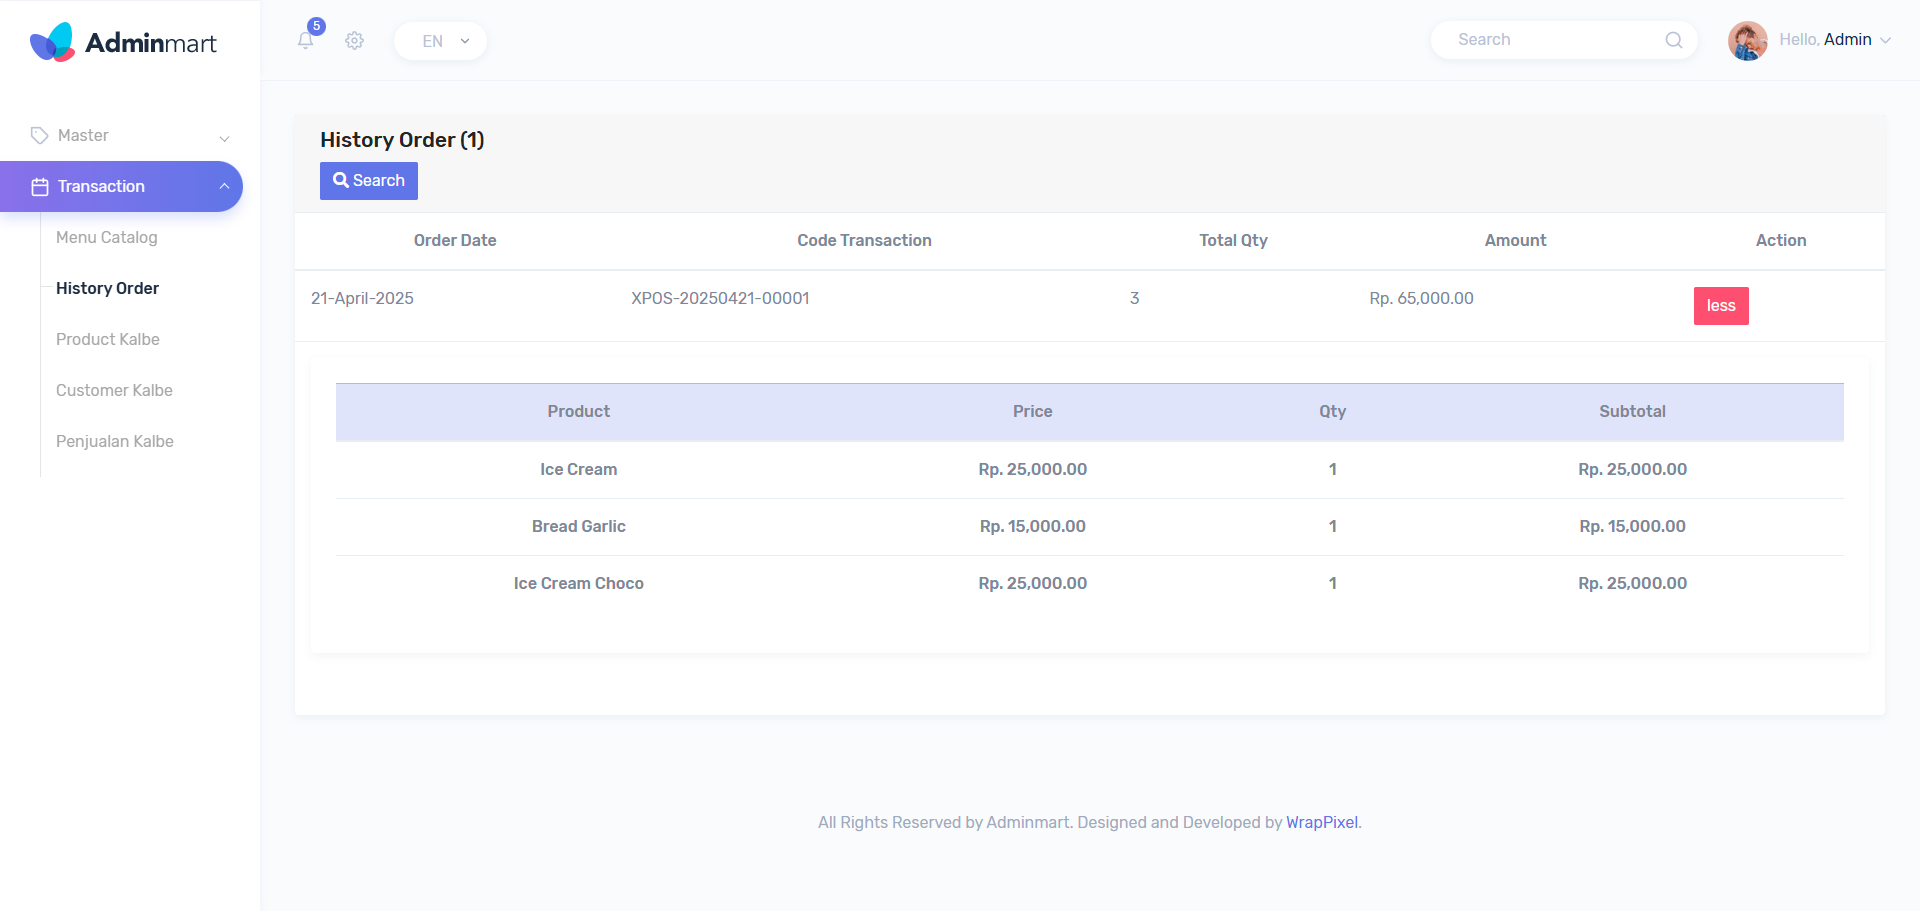 Adminmart
5
EN
Search
Hello, Admin
Master
Transaction
Menu Catalog
History Order
Product Kalbe
Customer Kalbe
Penjualan Kalbe
History Order (1)
Search
Order Date Code Transaction Total Qty Amount Action
21-April-2025 XPOS-20250421-00001 3 Rp. 65,000.00 less
Product Price Qty Subtotal
Ice Cream Rp. 25,000.00 1 Rp. 25,000.00
Bread Garlic Rp. 15,000.00 1 Rp. 15,000.00
Ice Cream Choco Rp. 25,000.00 1 Rp. 25,000.00
All Rights Reserved by Adminmart. Designed and Developed by WrapPixel.